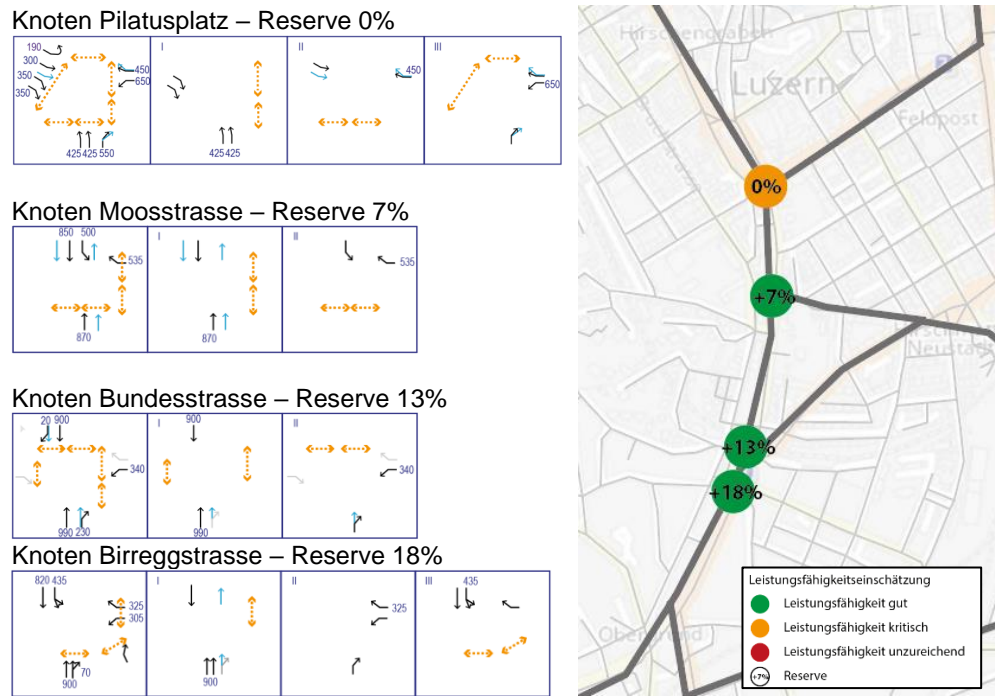 Knoten Pilatusplatz – Reserve 0%
190
300
350
350
450
650
425 425 550
I
425 425
II
450
III
650
Knoten Moosstrasse – Reserve 7%
850 500
535
870
I
870
II
535
Knoten Bundesstrasse – Reserve 13%
20 900
340
990 230
I
900
990
II
340
Knoten Birreggstrasse – Reserve 18%
820 435
325
305
70
900
I
900
II
325
III
435
Hirschengraben
Luzern
Feldpost
0%
+7%
Neustadt
+13%
+18%
Leistungsfähigkeitseinschätzung
Leistungsfähigkeit gut
Leistungsfähigkeit kritisch
Leistungsfähigkeit unzureichend
+7% Reserve